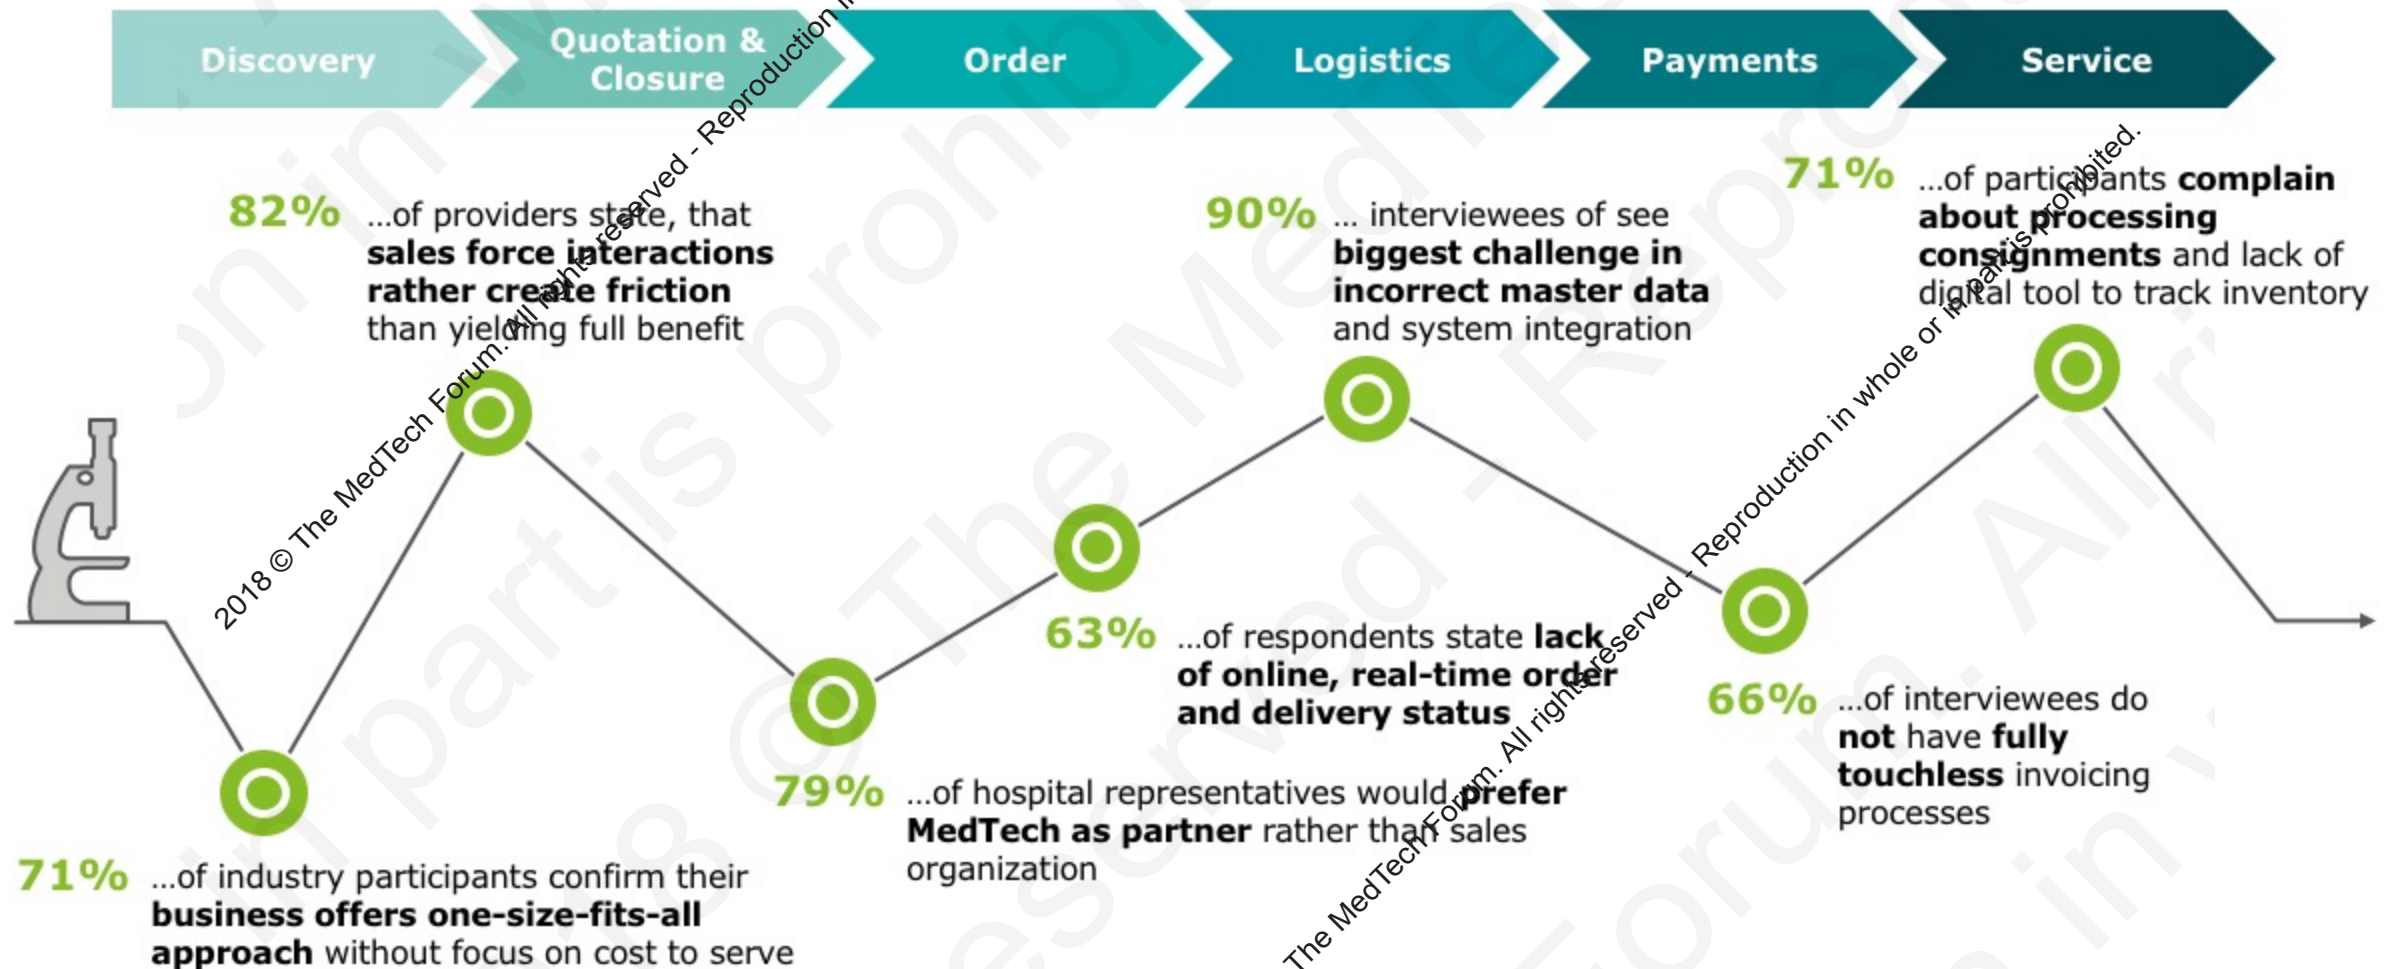 Discovery
Quotation &
Closure
Order
Logistics
Payments
Service
82%
...of providers state, that
sales force interactions
rather create friction
than yielding full benefit
90%
... interviewees of see
biggest challenge in
incorrect master data
and system integration
71%
...of participants complain
about processing
consignments and lack of
digital tool to track inventory
63%
...of respondents state lack
of online, real-time order
and delivery status
66%
...of interviewees do
not have fully
touchless invoicing
processes
79%
...of hospital representatives would prefer
MedTech as partner rather than sales
organization
71%
...of industry participants confirm their
business offers one-size-fits-all
approach without focus on cost to serve
2018 © The MedTech Forum. All rights reserved - Reproduction in
The MedTech Forum. All rights reserved - Reproduction in whole or in part is prohibited.